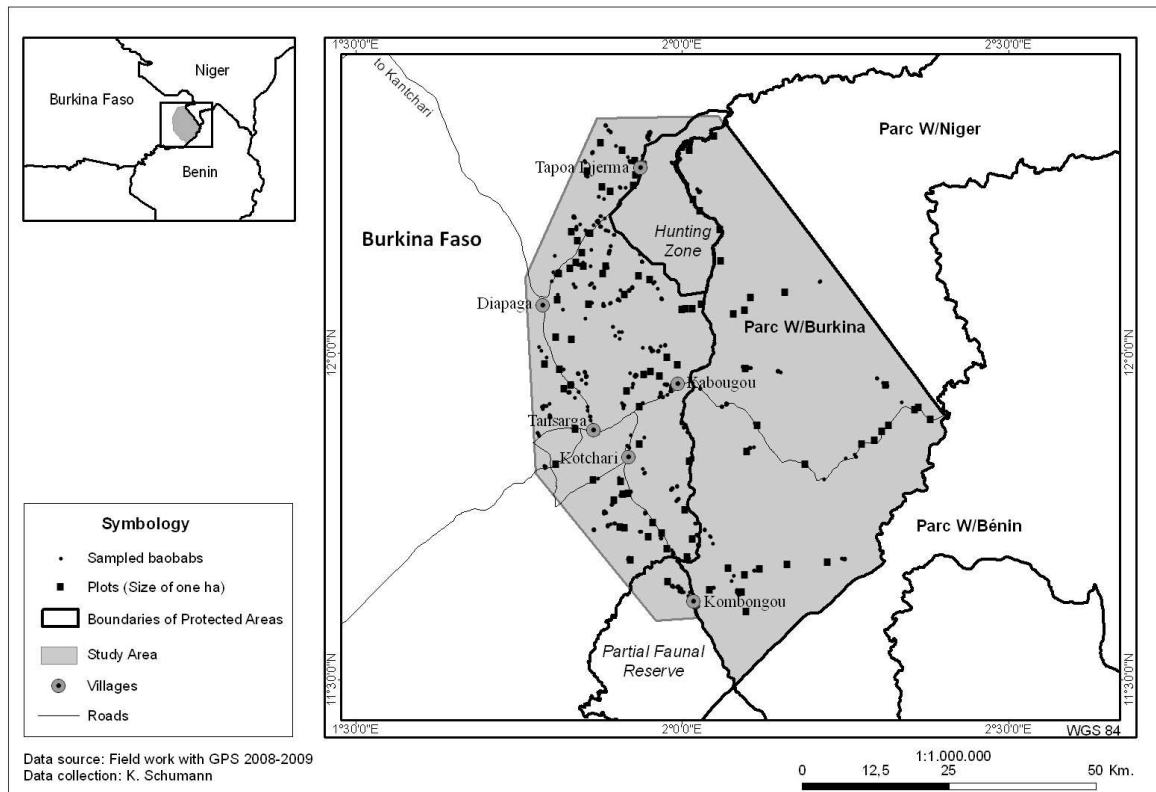 Niger
Burkina Faso
Benin
1°30'0"E
2°0'0"E
2°30'0"E
to Kantchari
Parc W/Niger
Tapoa Djerma
Hunting
Zone
Burkina Faso
Diapaga
Parc W/Burkina
12°0'0"N
12°0'0"N
Kabougou
Tansarga
Kotchari
Parc W/Bénin
Kombongou
Partial Faunal
Reserve
11°30'0"N
11°30'0"N
WGS 84
1°30'0"E
2°0'0"E
2°30'0"E
Symbology
Sampled baobabs
Plots (Size of one ha)
Boundaries of Protected Areas
Study Area
Villages
Roads
Data source: Field work with GPS 2008-2009
Data collection: K. Schumann
1:1.000.000
0 12,5 25 50 Km.